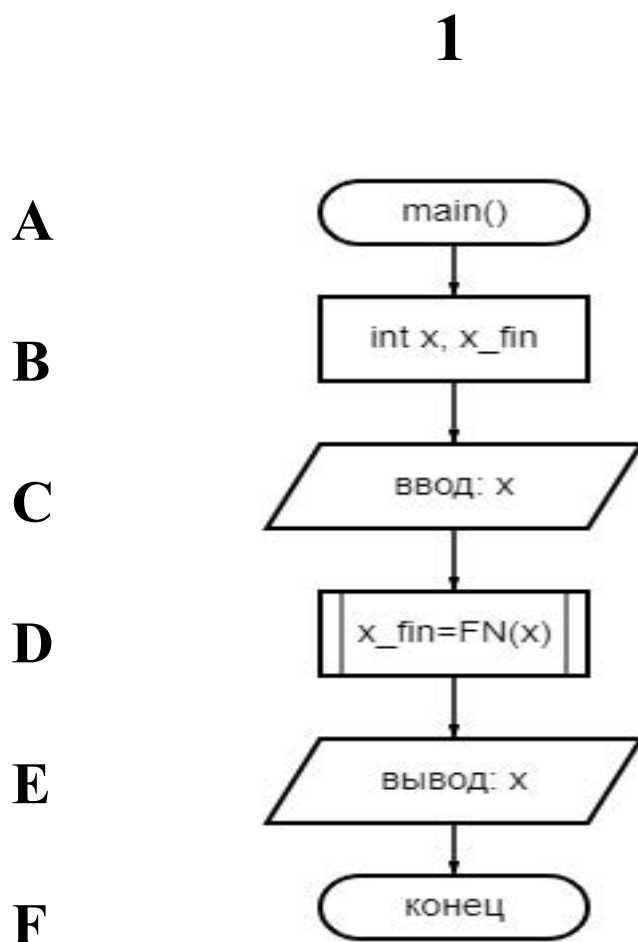 1
A
main()
B
int x, x_fin
C
ввод: x
D
x_fin=FN(x)
E
вывод: x
F
конец